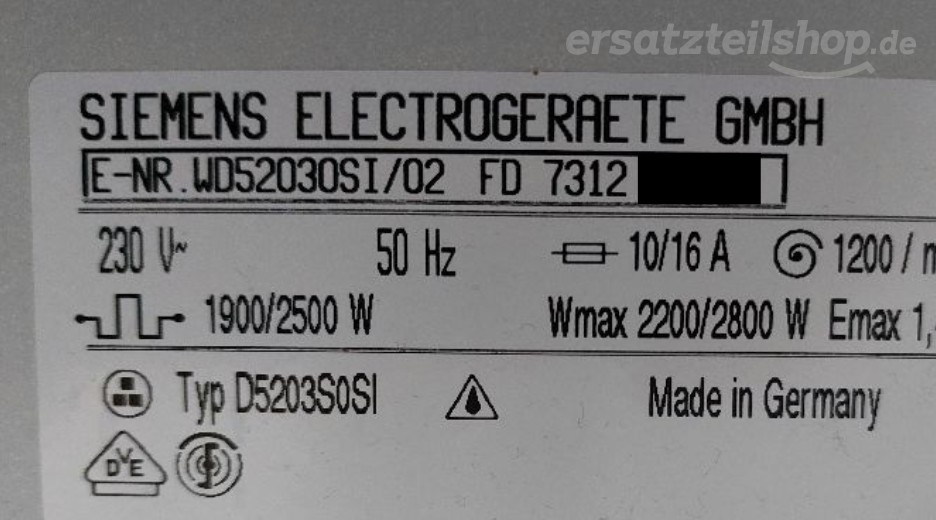 ersatzteilshop.de
SIEMENS ELECTROGERAETE GMBH
E-NR.WD52030SI/02 FD 7312
230 V~ 50 Hz 10/16 A 1200 / m
1900/2500 W Wmax 2200/2800 W Emax 1,
Typ D5203S0SI Made in Germany
DVE